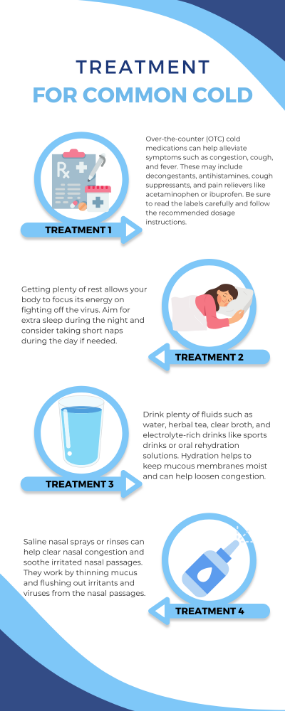 TREATMENT
FOR COMMON COLD
Over-the-counter (OTC) cold
medications can help alleviate
symptoms such as congestion, cough,
and fever. These may include
decongestants, antihistamines, cough
suppressants, and pain relievers like
acetaminophen or ibuprofen. Be sure
to read the labels carefully and follow
the recommended dosage
instructions.
Rx
TREATMENT 1
Getting plenty of rest allows your
body to focus its energy on
fighting off the virus. Aim for
extra sleep during the night and
consider taking short naps
during the day if needed.
TREATMENT 2
Drink plenty of fluids such as
water, herbal tea, clear broth, and
electrolyte-rich drinks like sports
drinks or oral rehydration
solutions. Hydration helps to
keep mucous membranes moist
and can help loosen congestion.
TREATMENT 3
Saline nasal sprays or rinses can
help clear nasal congestion and
soothe irritated nasal passages.
They work by thinning mucus
and flushing out irritants and
viruses from the nasal passages.
TREATMENT 4